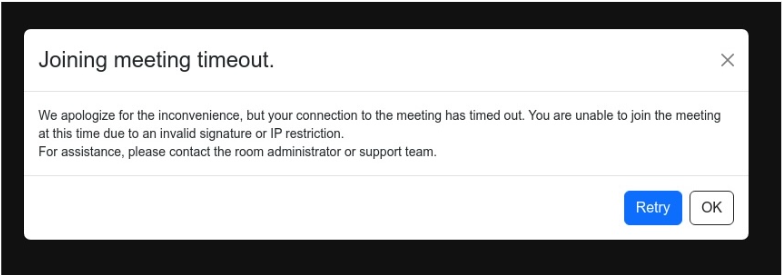 Joining meeting timeout.
We apologize for the inconvenience, but your connection to the meeting has timed out. You are unable to join the meeting
at this time due to an invalid signature or IP restriction.
For assistance, please contact the room administrator or support team.
Retry OK